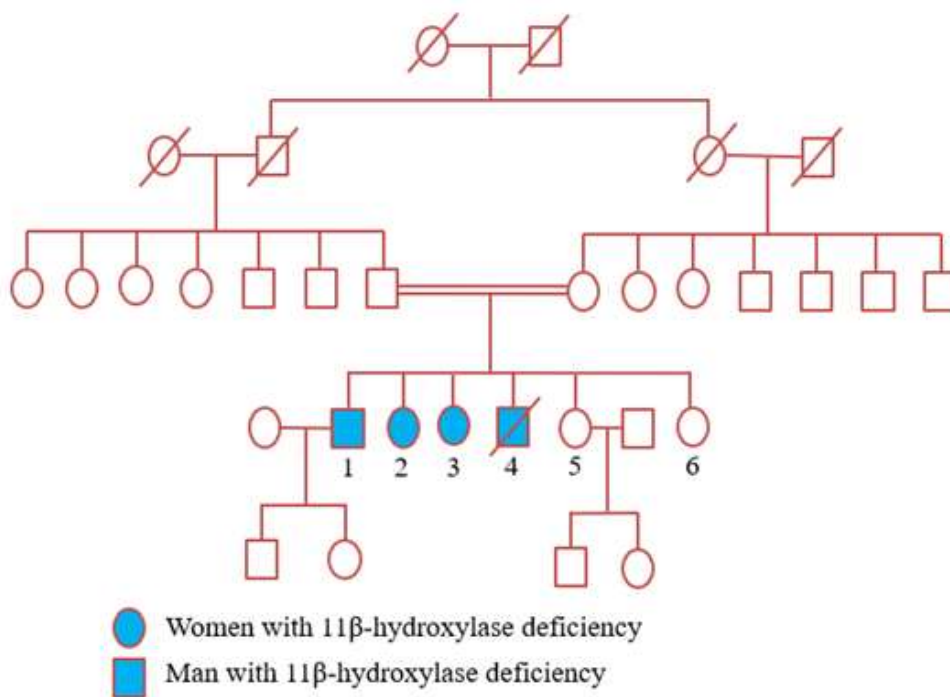 1 2 3 4 5 6
Women with 11β-hydroxylase deficiency
Man with 11β-hydroxylase deficiency